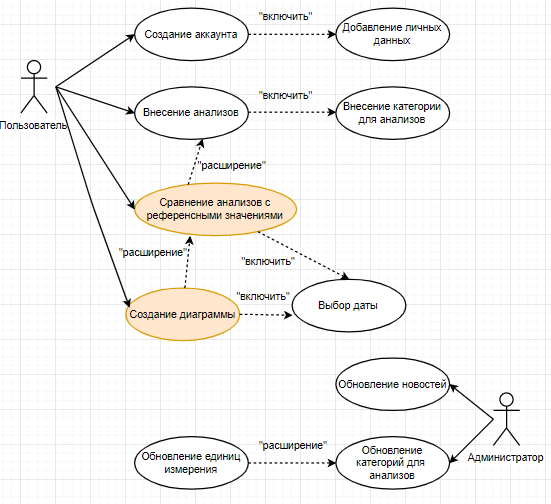 "включить"
Создание аккаунта
Добавление личных
данных
Пользователь
"включить"
Внесение анализов
Внесение категории
для анализов
"расширение"
Сравнение анализов с
референсными значениями
"расширение"
"включить"
"включить"
Создание диаграммы
Выбор даты
Обновление новостей
Администратор
Обновление единиц
измерения
"расширение"
Обновление
категорий для
анализов